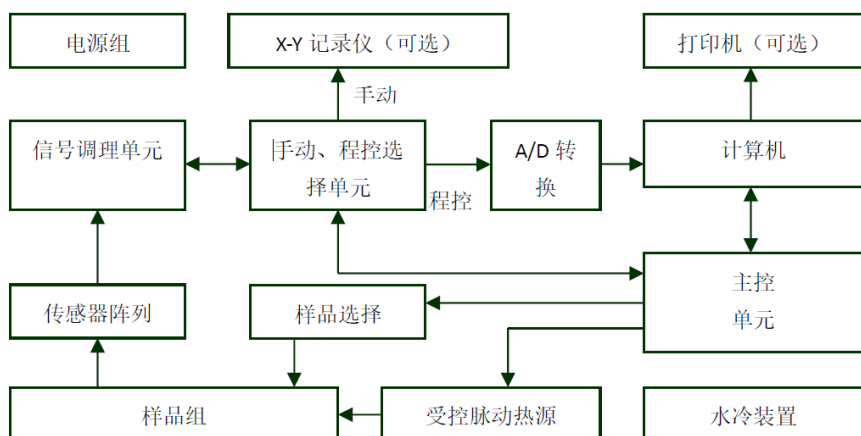 电源组
X-Y 记录仪（可选）
打印机（可选）
手动
信号调理单元
手动、程控选
择单元
A/D 转
换
计算机
程控
主控
单元
传感器阵列
样品选择
样品组
受控脉动热源
水冷装置